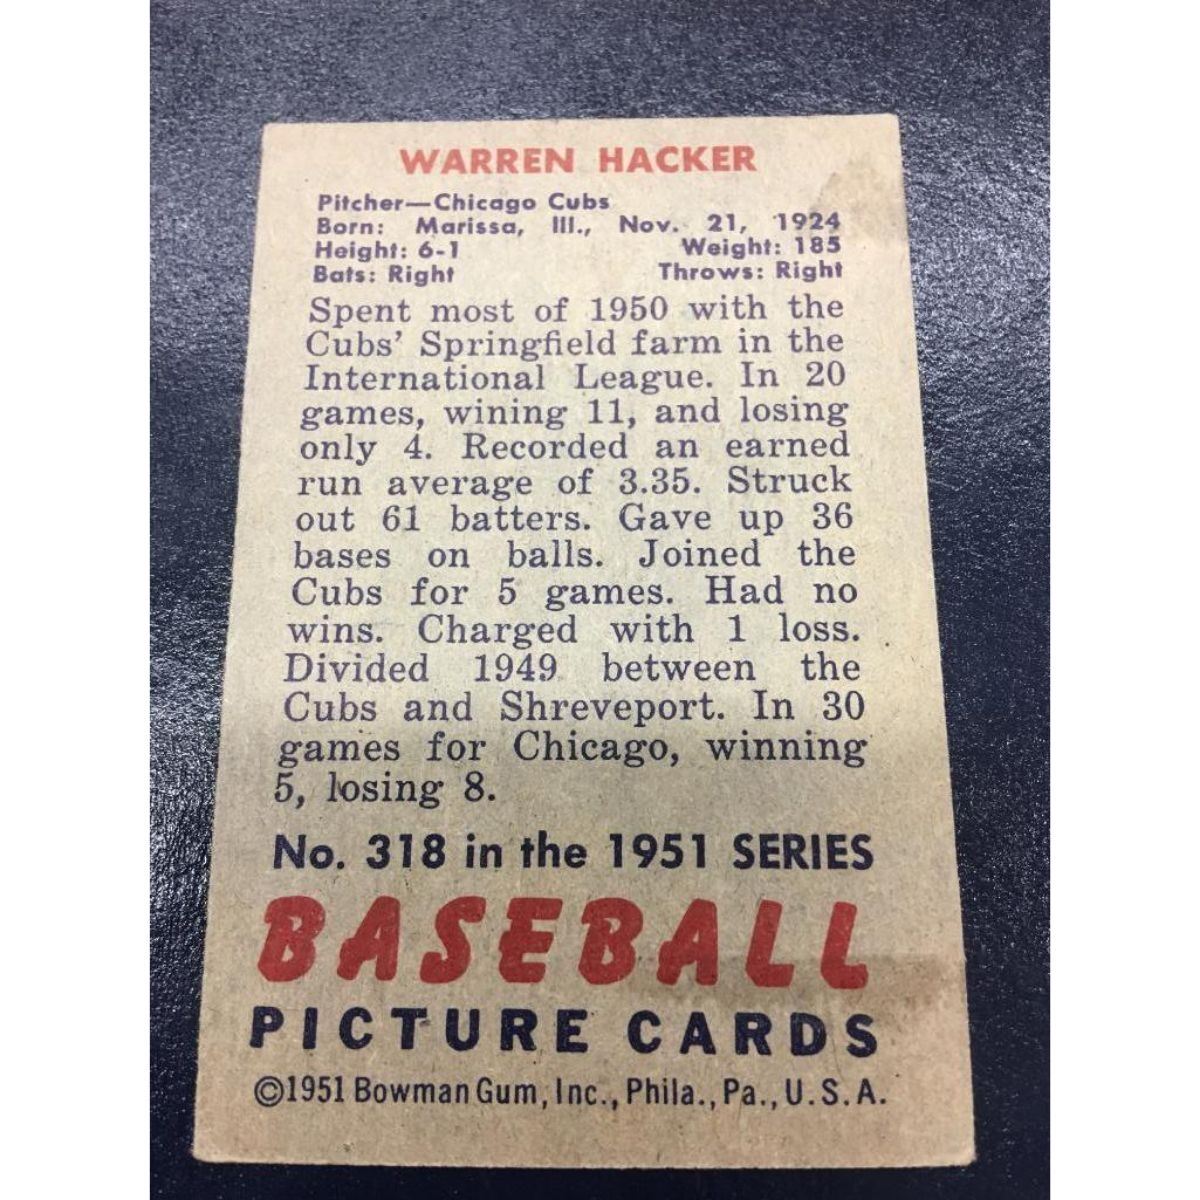 WARREN HACKER
Pitcher—Chicago Cubs
Born: Marissa, Ill., Nov. 21, 1924
Height: 6-1 Weight: 185
Bats: Right Throws: Right
Spent most of 1950 with the
Cubs' Springfield farm in the
International League. In 20
games, wining 11, and losing
only 4. Recorded an earned
run average of 3.35. Struck
out 61 batters. Gave up 36
bases on balls. Joined the
Cubs for 5 games. Had no
wins. Charged with 1 loss.
Divided 1949 between the
Cubs and Shreveport. In 30
games for Chicago, winning
5, losing 8.
No. 318 in the 1951 SERIES
BASEBALL
PICTURE CARDS
©1951 Bowman Gum, Inc., Phila., Pa., U.S.A.